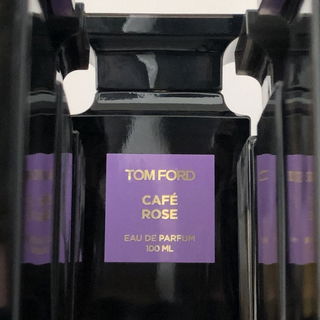 TOM FORD
CAFÉ
ROSE
EAU DE PARFUM
100 ML